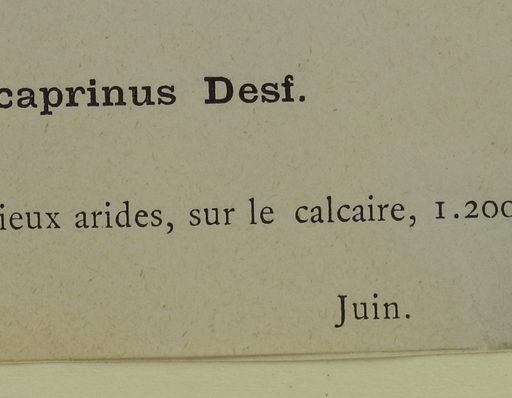 caprinus Desf.
ieux arides, sur le calcaire, 1.200
Juin.